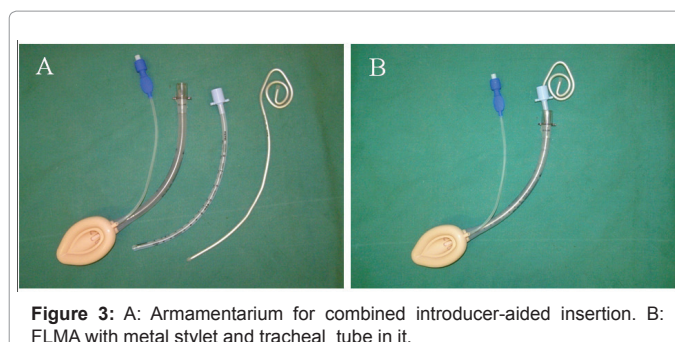 A
B
Figure 3: A: Armamentarium for combined introducer-aided insertion. B:
FLMA with metal stylet and tracheal tube in it.